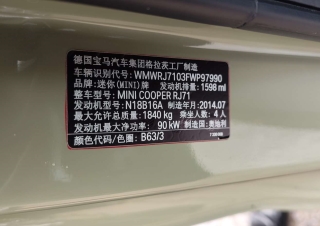 德国宝马汽车集团格拉茨工厂制造
车辆识别代号: WMWRJ7103FWP97990
品牌: 迷你(MINI)牌 发动机排量: 1598 ml
整车型号: MINI COOPER RJ71
发动机型号: N18B16A 制造年月: 2014.07
最大允许总质量: 1840 kg 乘坐人数: 4 人
发动机最大净功率: 90 kW 制造国: 奥地利
颜色代码/色圈: B63/3